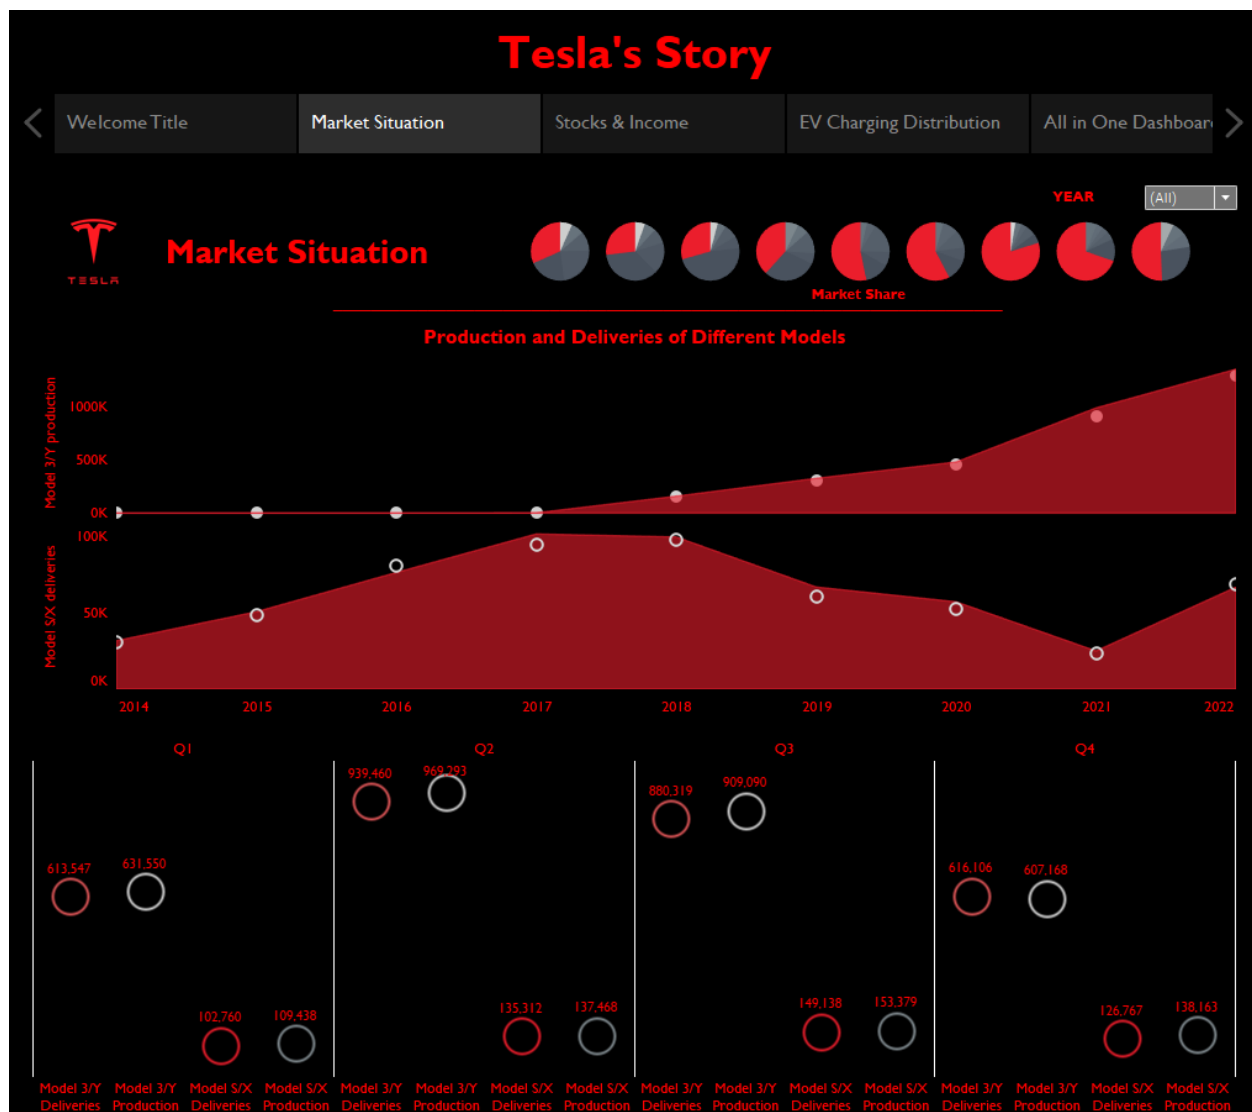 Tesla's Story
Welcome Title
Market Situation
Stocks & Income
EV Charging Distribution
All in One Dashboar
YEAR
(All)
TESLA
Market Situation
Market Share
Production and Deliveries of Different Models
Model 3/Y production
1000K
500K
0K
Model S/X deliveries
100K
50K
0K
2014 2015 2016 2017 2018 2019 2020 2021 2022
Q1 Q2 Q3 Q4
613,547 631,550 102,760 109,438
939,460 969,293 135,312 137,468
880,319 909,090 149,138 153,379
616,106 607,168 126,767 138,163
Model 3/Y Model 3/Y Model S/X Model S/X Model 3/Y Model 3/Y Model S/X Model S/X Model 3/Y Model 3/Y Model S/X Model S/X Model 3/Y Model 3/Y Model S/X Model S/X
Deliveries Production Deliveries Production Deliveries Production Deliveries Production Deliveries Production Deliveries Production Deliveries Production Deliveries Production